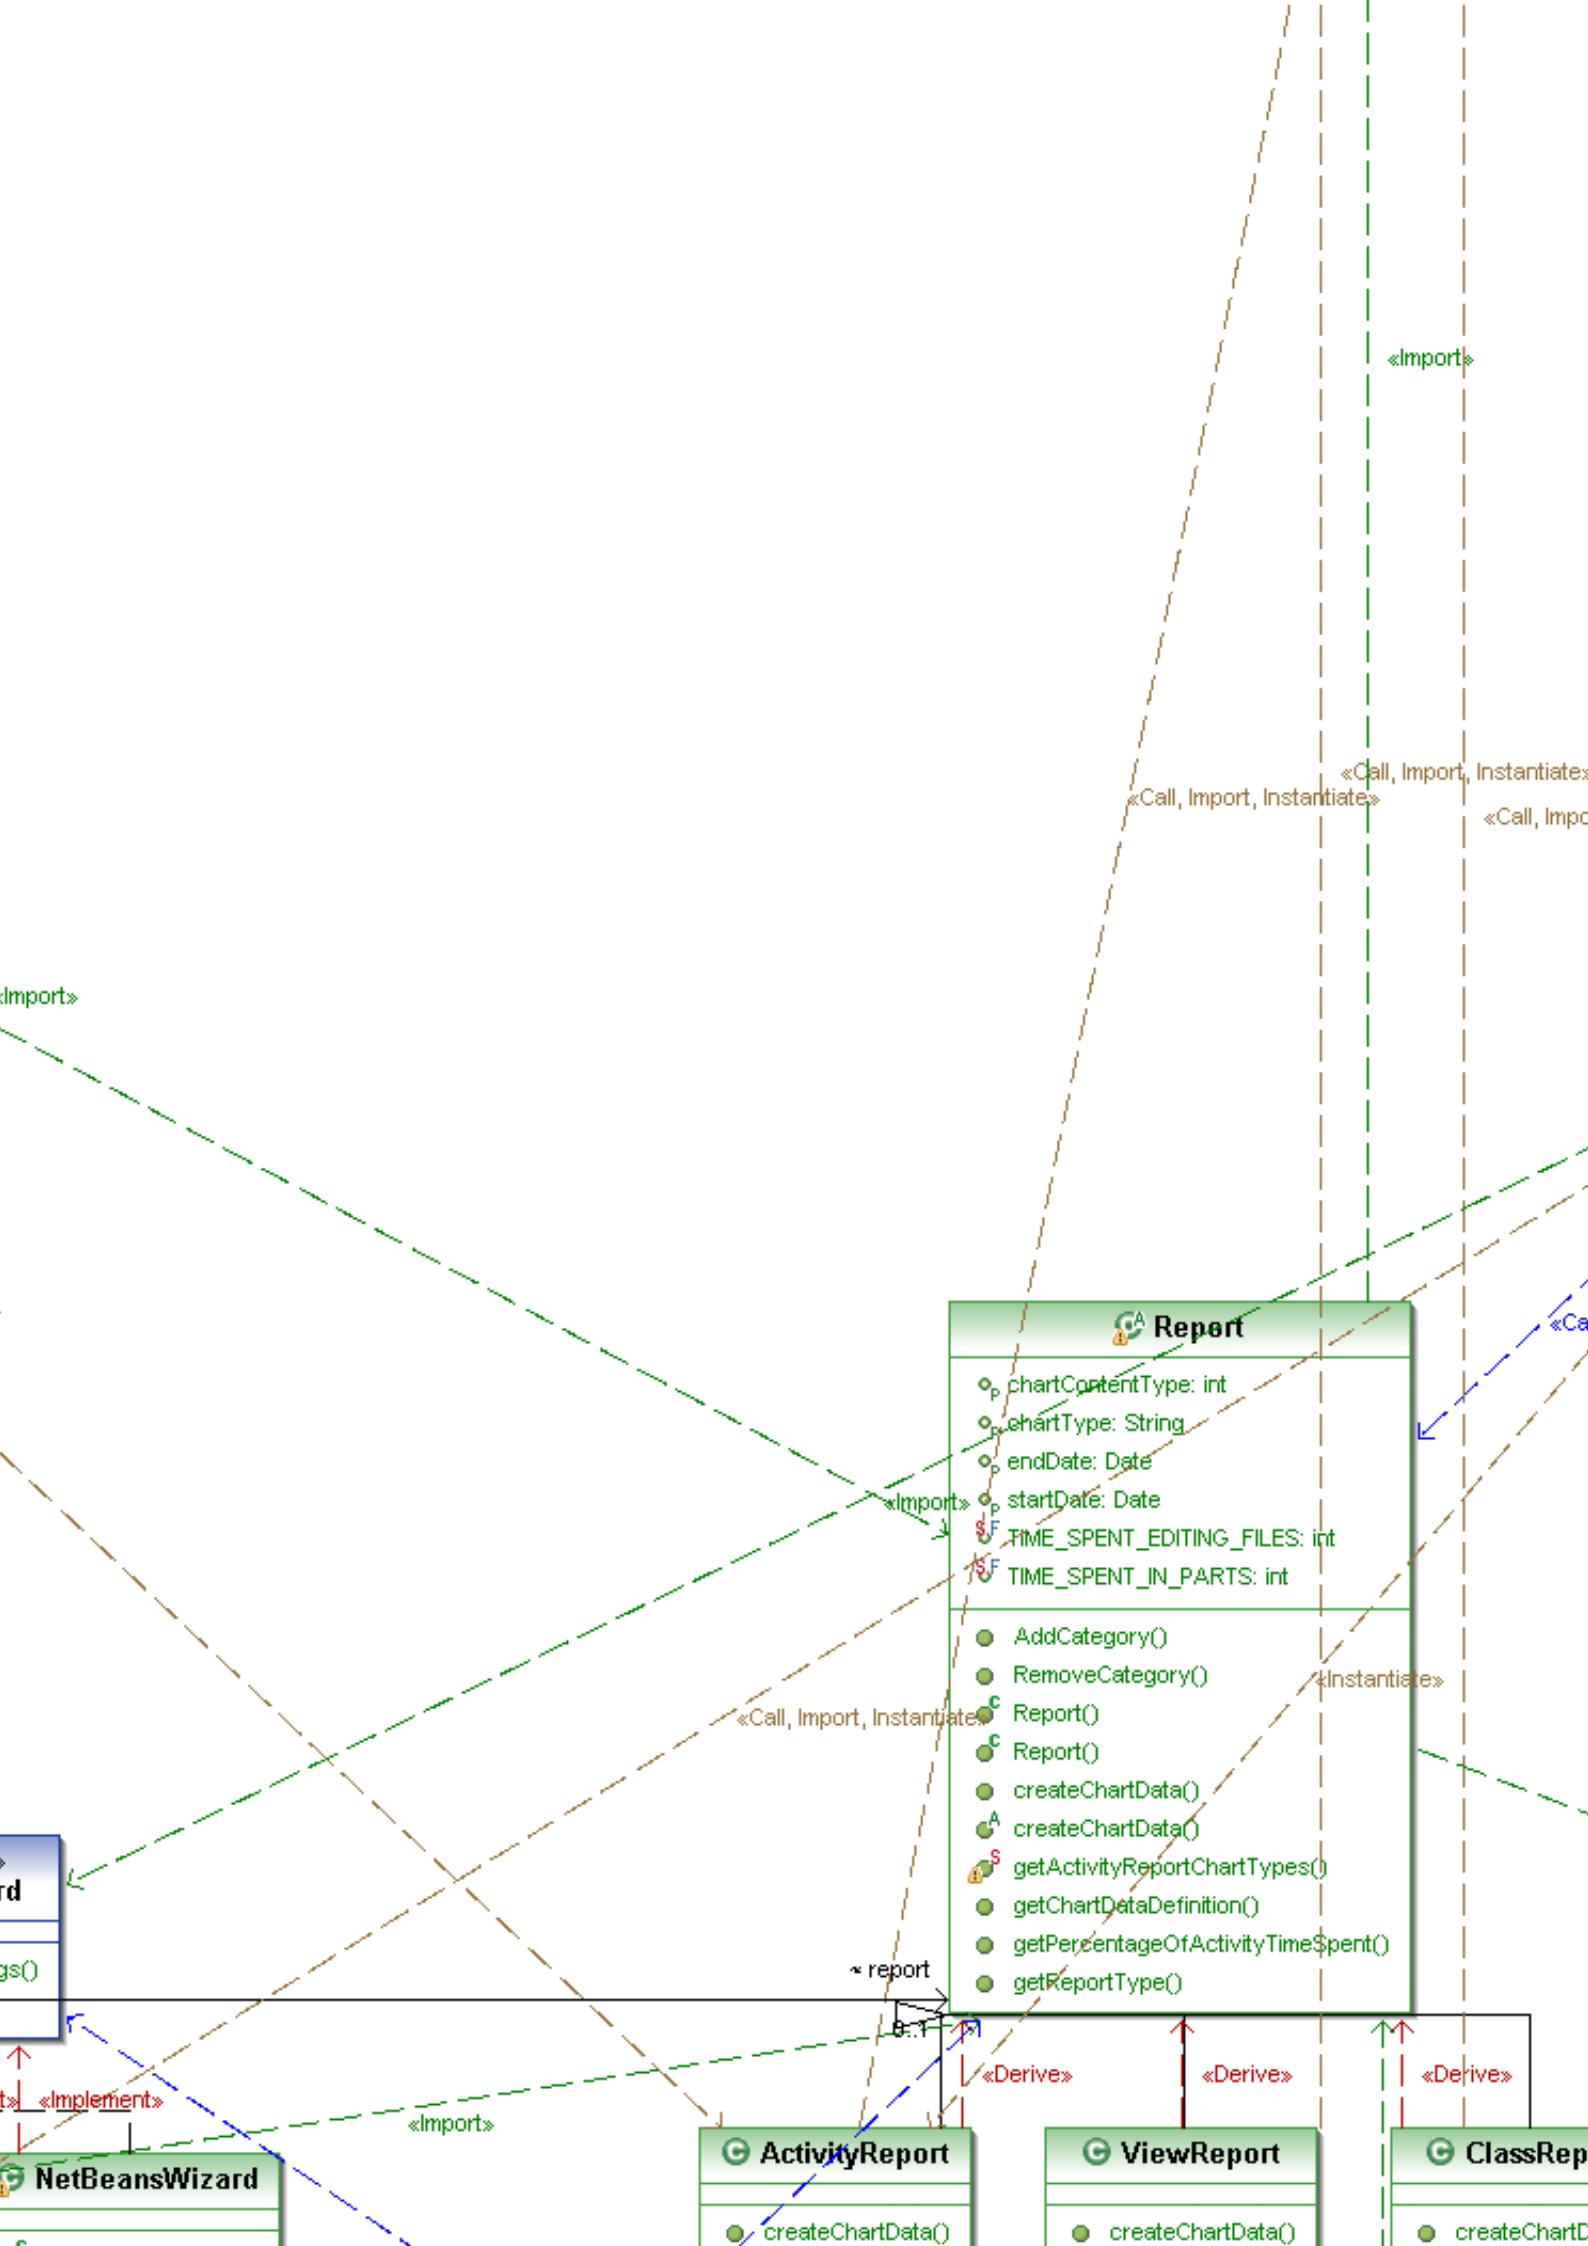 «Import»
«Call, Import, Instantiate»
«Call, Import, Instantiate»
«Call,
«Import»
Report
chartContentType: int
chartType: String
endDate: Date
startDate: Date
«Import»
TIME_SPENT_EDITING_FILES: int
TIME_SPENT_IN_PARTS: int
AddCategory()
RemoveCategory()
«Instantiate»
Report()
«Call, Import, Instantiate»
Report()
createChartData()
createChartData()
getActivityReportChartTypes()
getChartDataDefinition()
getPercentageOfActivityTimeSpent()
~ report
getReportType()
0..1
«Derive»
«Derive»
«Derive»
«Implement»
«Import»
ActivityReport
ViewReport
NetBeansWizard
createChartData()
createChartData()